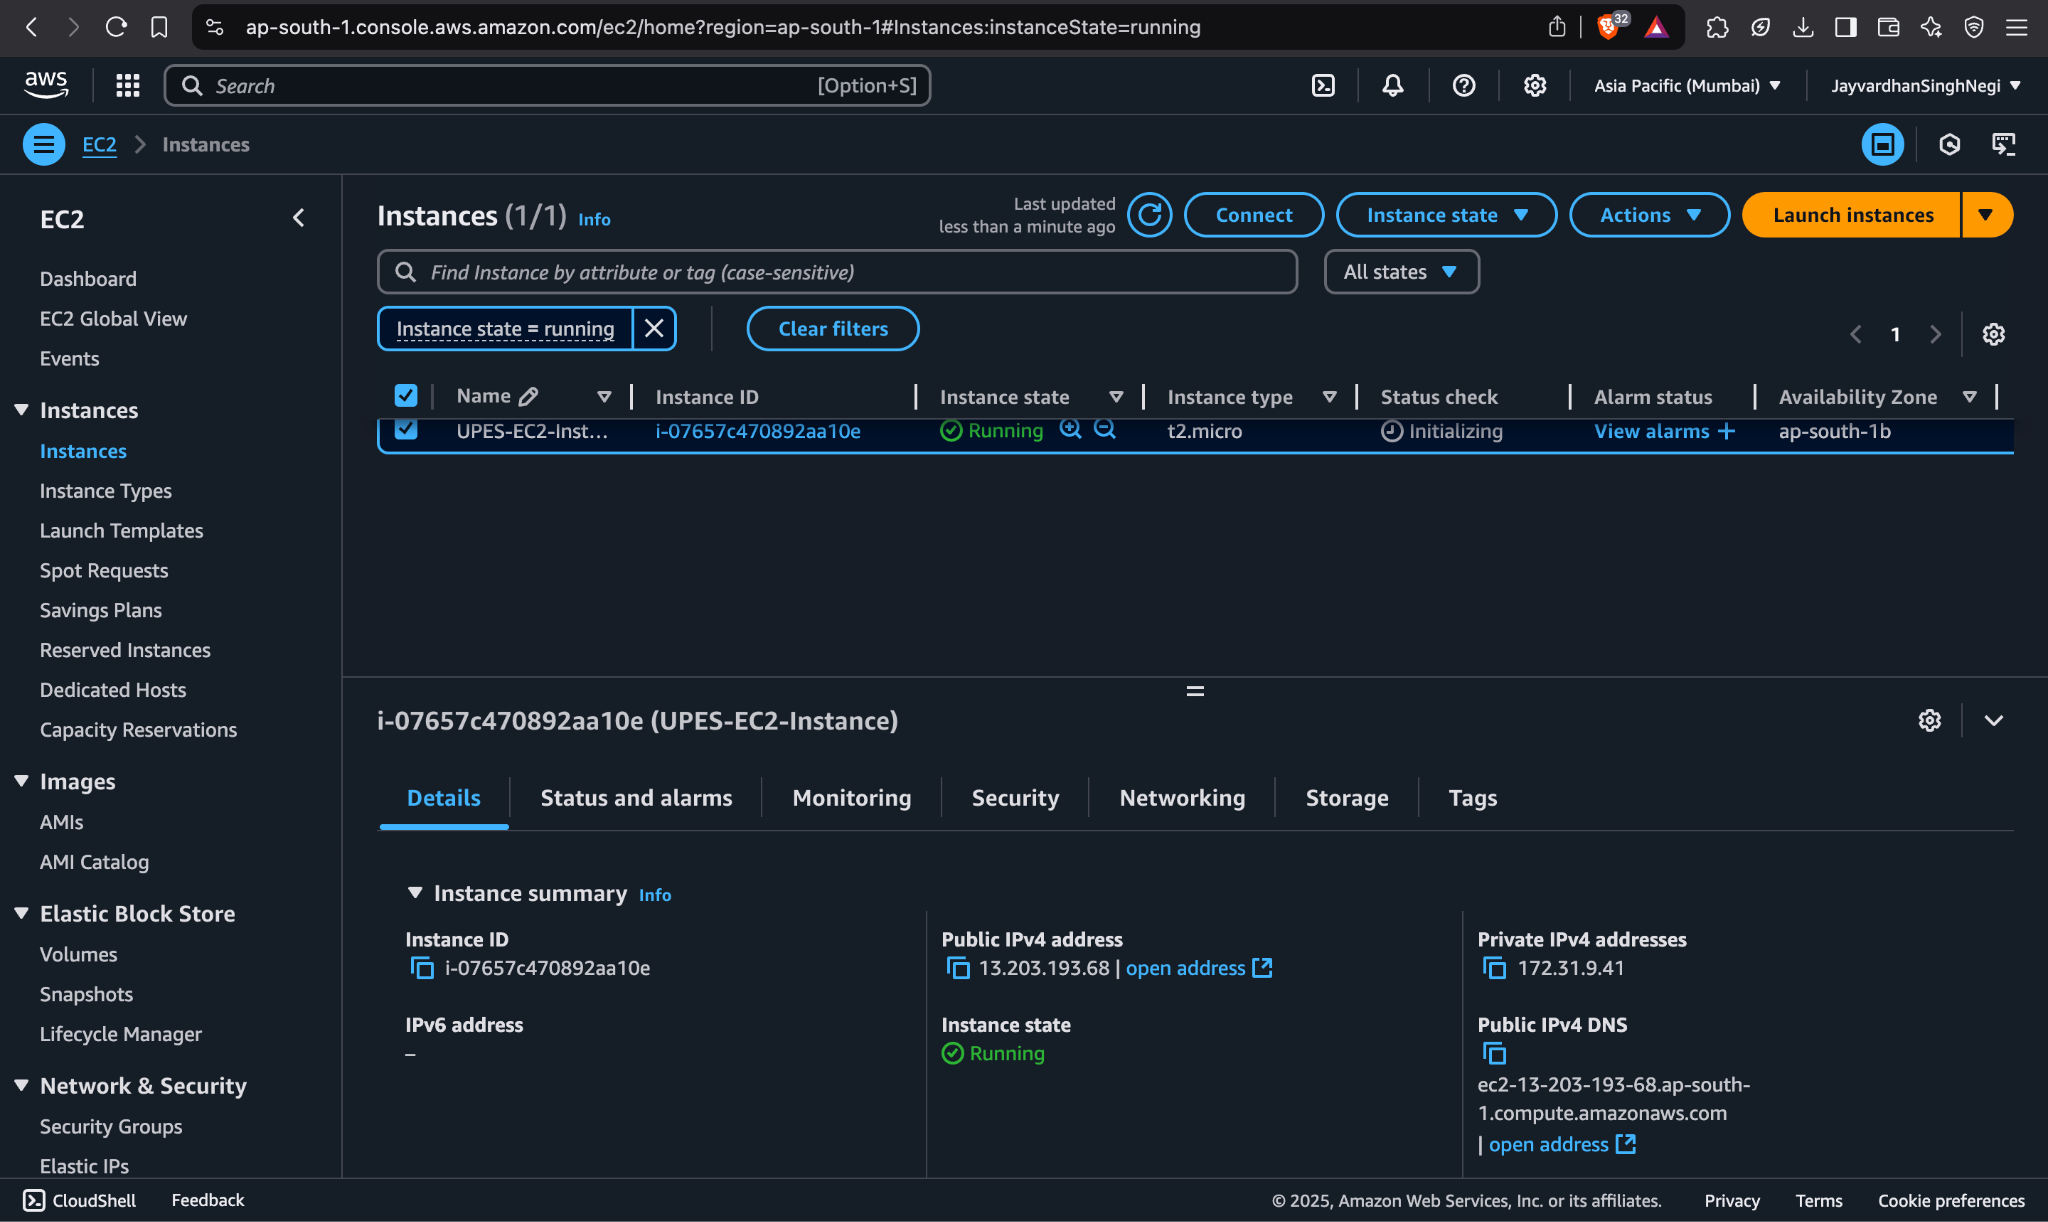 ap-south-1.console.aws.amazon.com/ec2/home?region=ap-south-1#Instances:instanceState=running
32
aws
Search
[Option+S]
Asia Pacific (Mumbai)
JayvardhanSinghNegi
EC2
Instances
EC2
Dashboard
EC2 Global View
Events
Instances
Instances
Instance Types
Launch Templates
Spot Requests
Savings Plans
Reserved Instances
Dedicated Hosts
Capacity Reservations
Images
AMIs
AMI Catalog
Elastic Block Store
Volumes
Snapshots
Lifecycle Manager
Network & Security
Security Groups
Elastic IPs
Instances (1/1) Info
Last updated
less than a minute ago
Connect
Instance state
Actions
Launch instances
Find Instance by attribute or tag (case-sensitive)
All states
Instance state = running
Clear filters
1
Name
Instance ID
Instance state
Instance type
Status check
Alarm status
Availability Zone
UPES-EC2-Inst...
i-07657c470892aa10e
Running
t2.micro
Initializing
View alarms +
ap-south-1b
i-07657c470892aa10e (UPES-EC2-Instance)
Details
Status and alarms
Monitoring
Security
Networking
Storage
Tags
Instance summary Info
Instance ID
i-07657c470892aa10e
Public IPv4 address
13.203.193.68 | open address
Private IPv4 addresses
172.31.9.41
IPv6 address
–
Instance state
Running
Public IPv4 DNS
ec2-13-203-193-68.ap-south-
1.compute.amazonaws.com
| open address
CloudShell
Feedback
© 2025, Amazon Web Services, Inc. or its affiliates.
Privacy
Terms
Cookie preferences